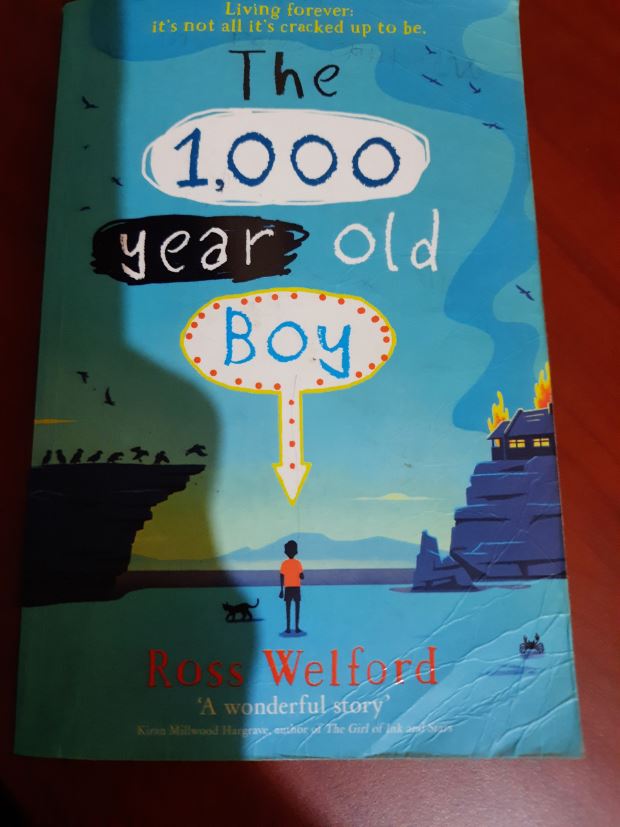 Living forever:
it's not all it's cracked up to be.
The
1,000
year old
Boy
Ross Welford
'A wonderful story'
Kiran Millwood Hargrave, author of The Girl of Ink and Stars